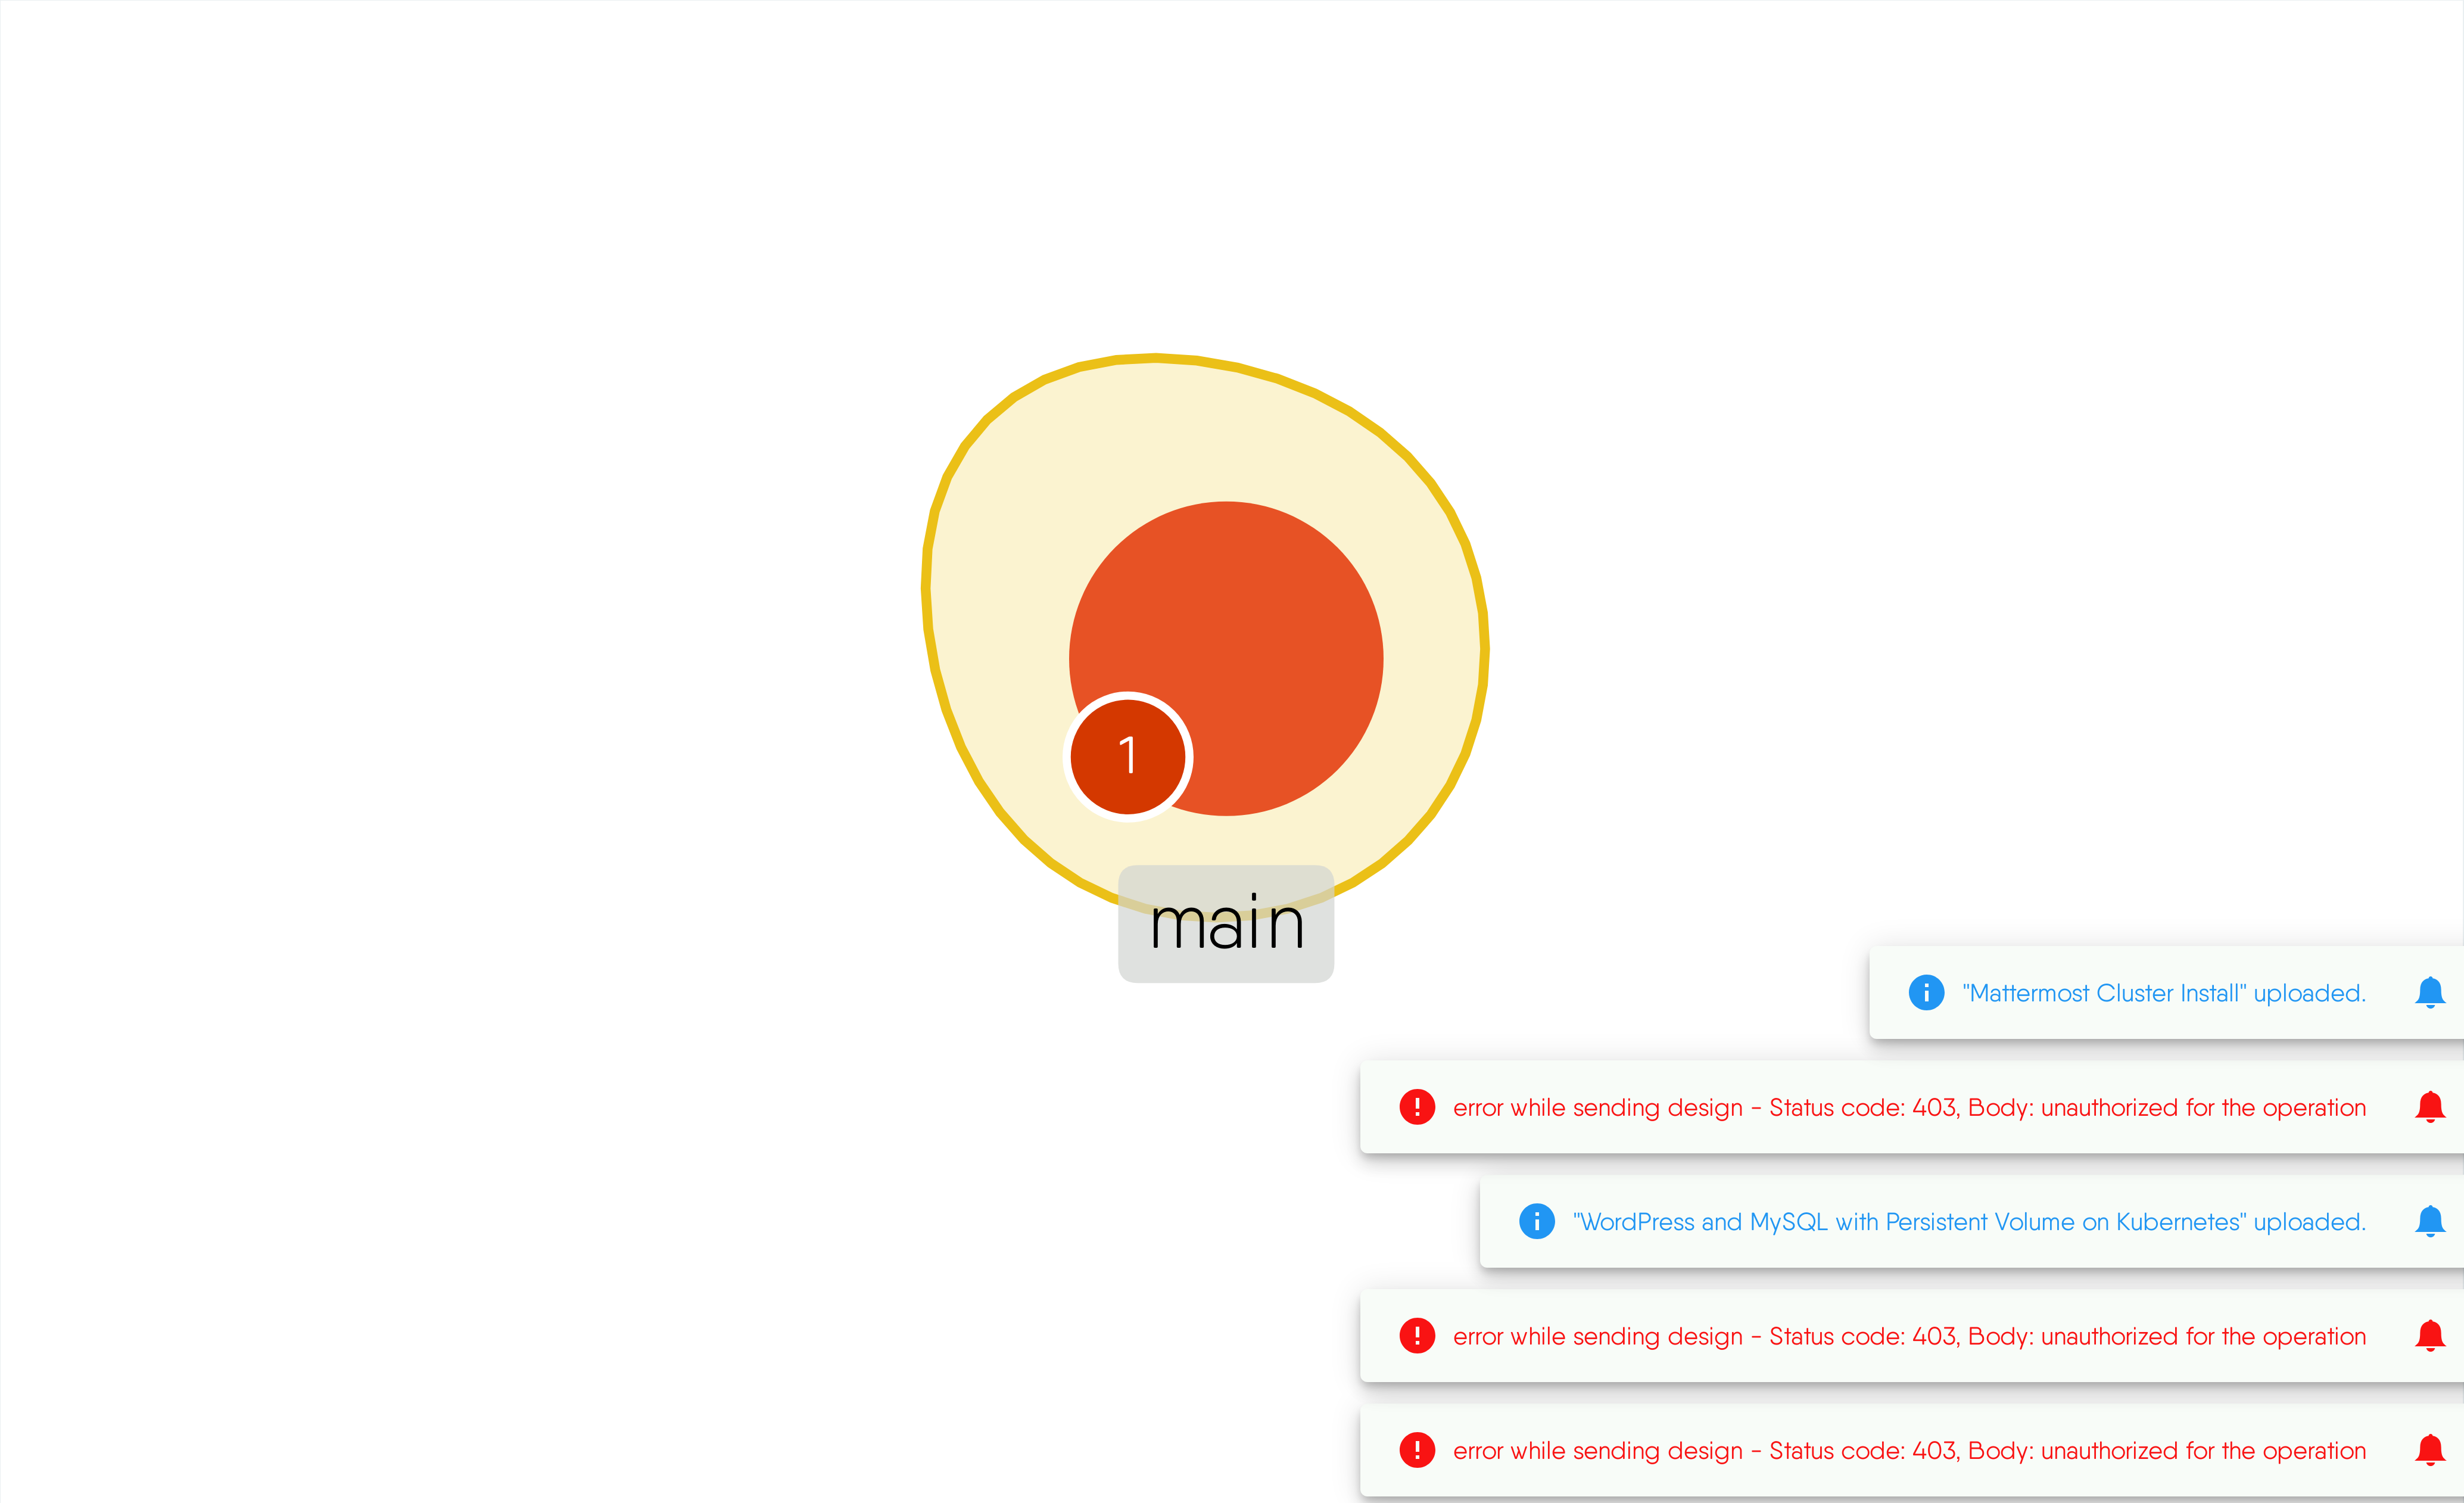 1
main
"Mattermost Cluster Install" uploaded.
error while sending design - Status code: 403, Body: unauthorized for the operation
"WordPress and MySQL with Persistent Volume on Kubernetes" uploaded.
error while sending design - Status code: 403, Body: unauthorized for the operation
error while sending design - Status code: 403, Body: unauthorized for the operation